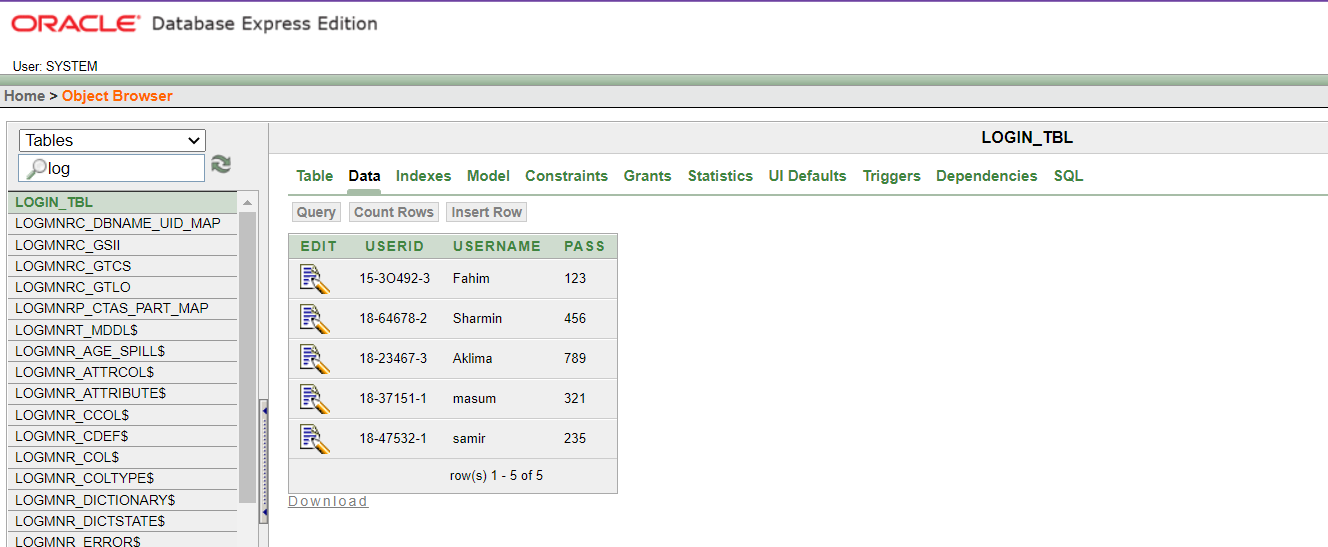 ORACLE Database Express Edition
User: SYSTEM
Home > Object Browser
Tables
log
LOGIN_TBL
LOGMNRC_DBNAME_UID_MAP
LOGMNRC_GSII
LOGMNRC_GTCS
LOGMNRC_GTLO
LOGMNRP_CTAS_PART_MAP
LOGMNRT_MDDL$
LOGMNR_AGE_SPILL$
LOGMNR_ATTRCOL$
LOGMNR_ATTRIBUTE$
LOGMNR_CCOL$
LOGMNR_CDEF$
LOGMNR_COL$
LOGMNR_COLTYPE$
LOGMNR_DICTIONARY$
LOGMNR_DICTSTATE$
LOGMNR_ERROR$
LOGIN_TBL
Table Data Indexes Model Constraints Grants Statistics UI Defaults Triggers Dependencies SQL
Query Count Rows Insert Row
EDIT USERID USERNAME PASS
15-3O492-3 Fahim 123
18-64678-2 Sharmin 456
18-23467-3 Aklima 789
18-37151-1 masum 321
18-47532-1 samir 235
row(s) 1 - 5 of 5
Download